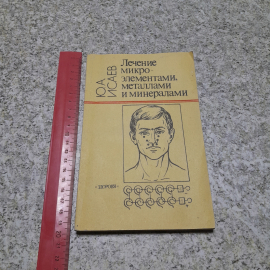 Ю.А.
ИСАЕВ
Лечение
микро-
элементами,
металлами
и минералами